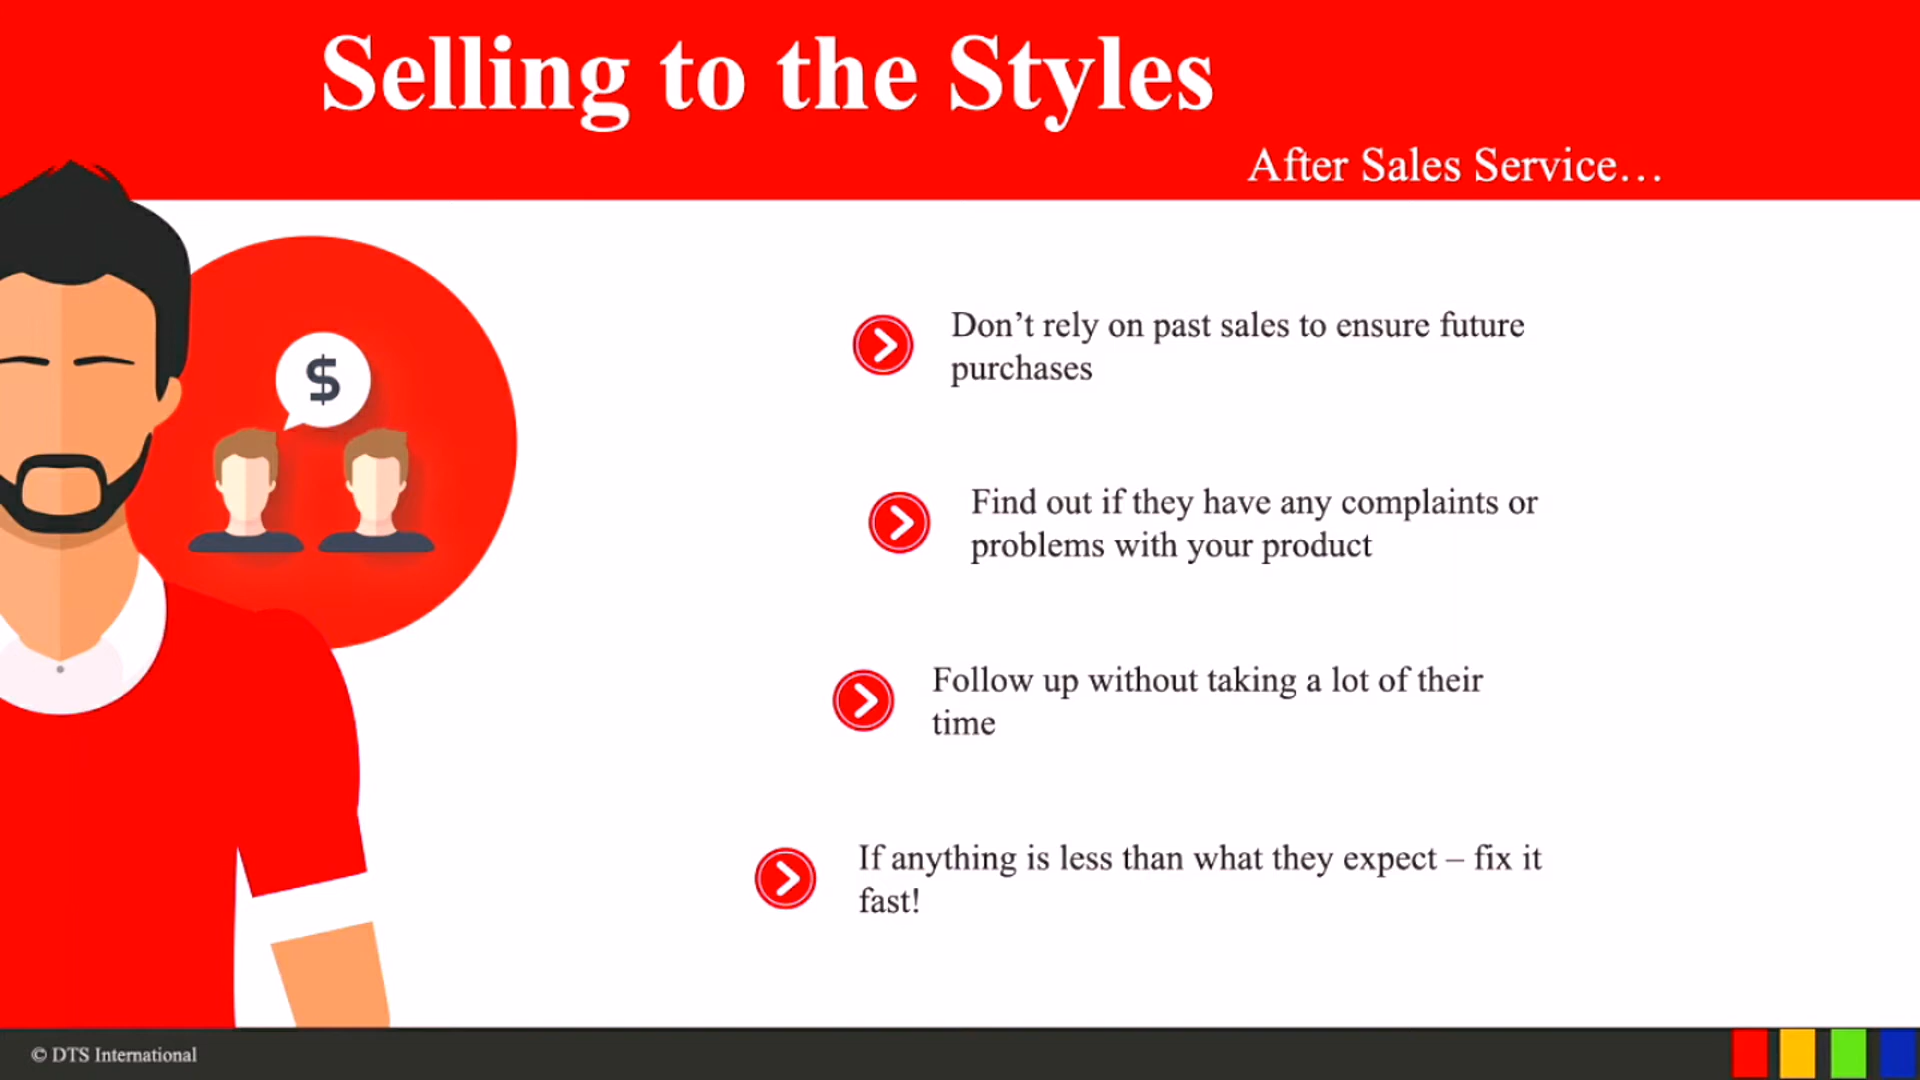 Selling to the Styles
After Sales Service…
$
Don’t rely on past sales to ensure future
purchases
Find out if they have any complaints or
problems with your product
Follow up without taking a lot of their
time
If anything is less than what they expect – fix it
fast!
© DTS International